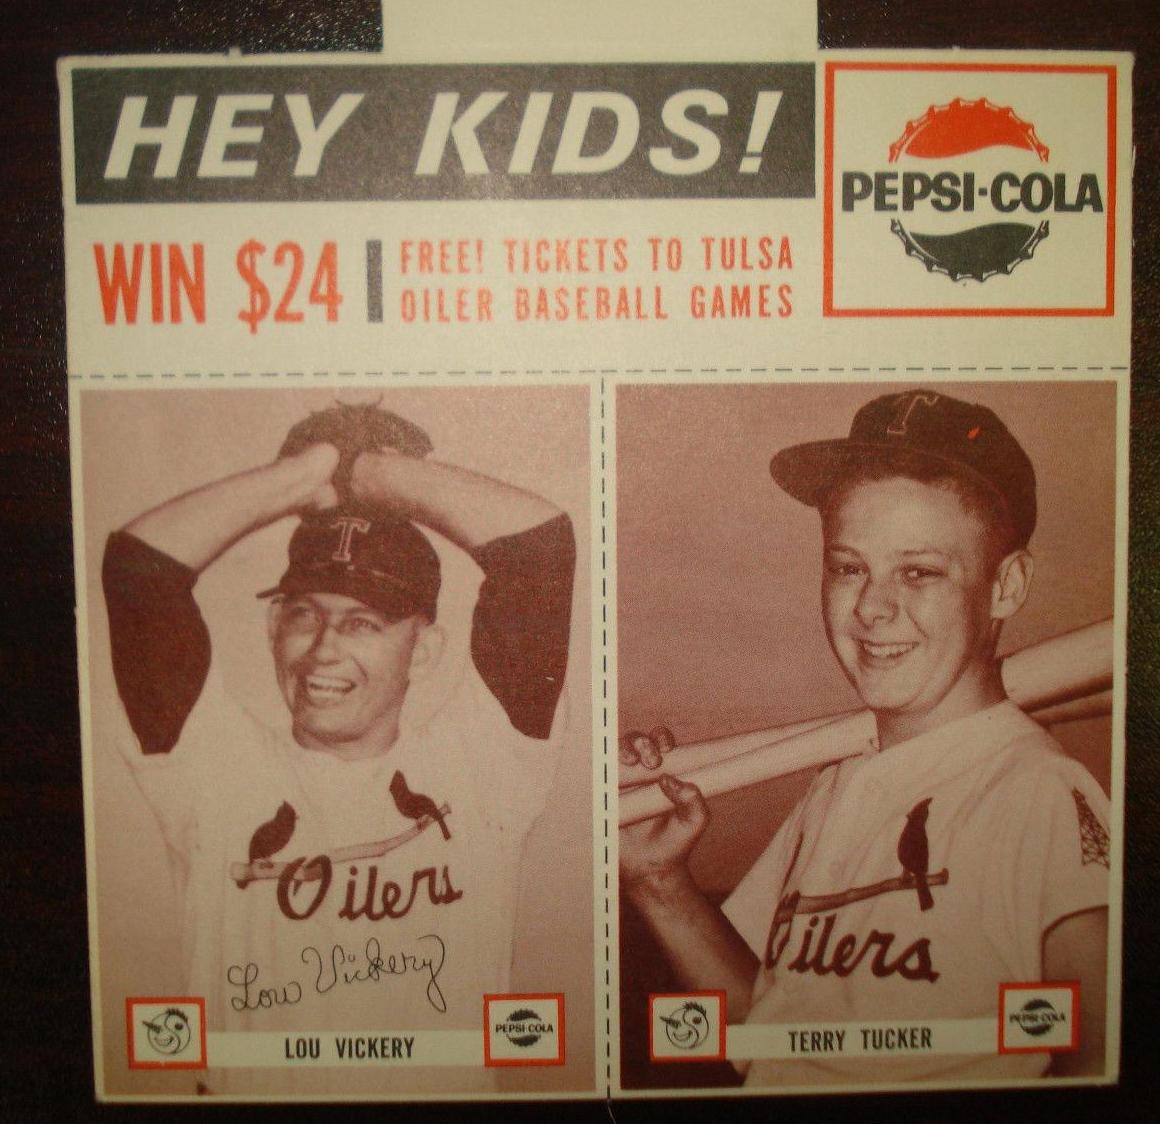 HEY KIDS!
PEPSI-COLA
WIN $24
FREE! TICKETS TO TULSA
OILER BASEBALL GAMES
T
Oilers
Lou Vickery
LOU VICKERY
PEPSI-COLA
T
Oilers
TERRY TUCKER
PEPSI-COLA